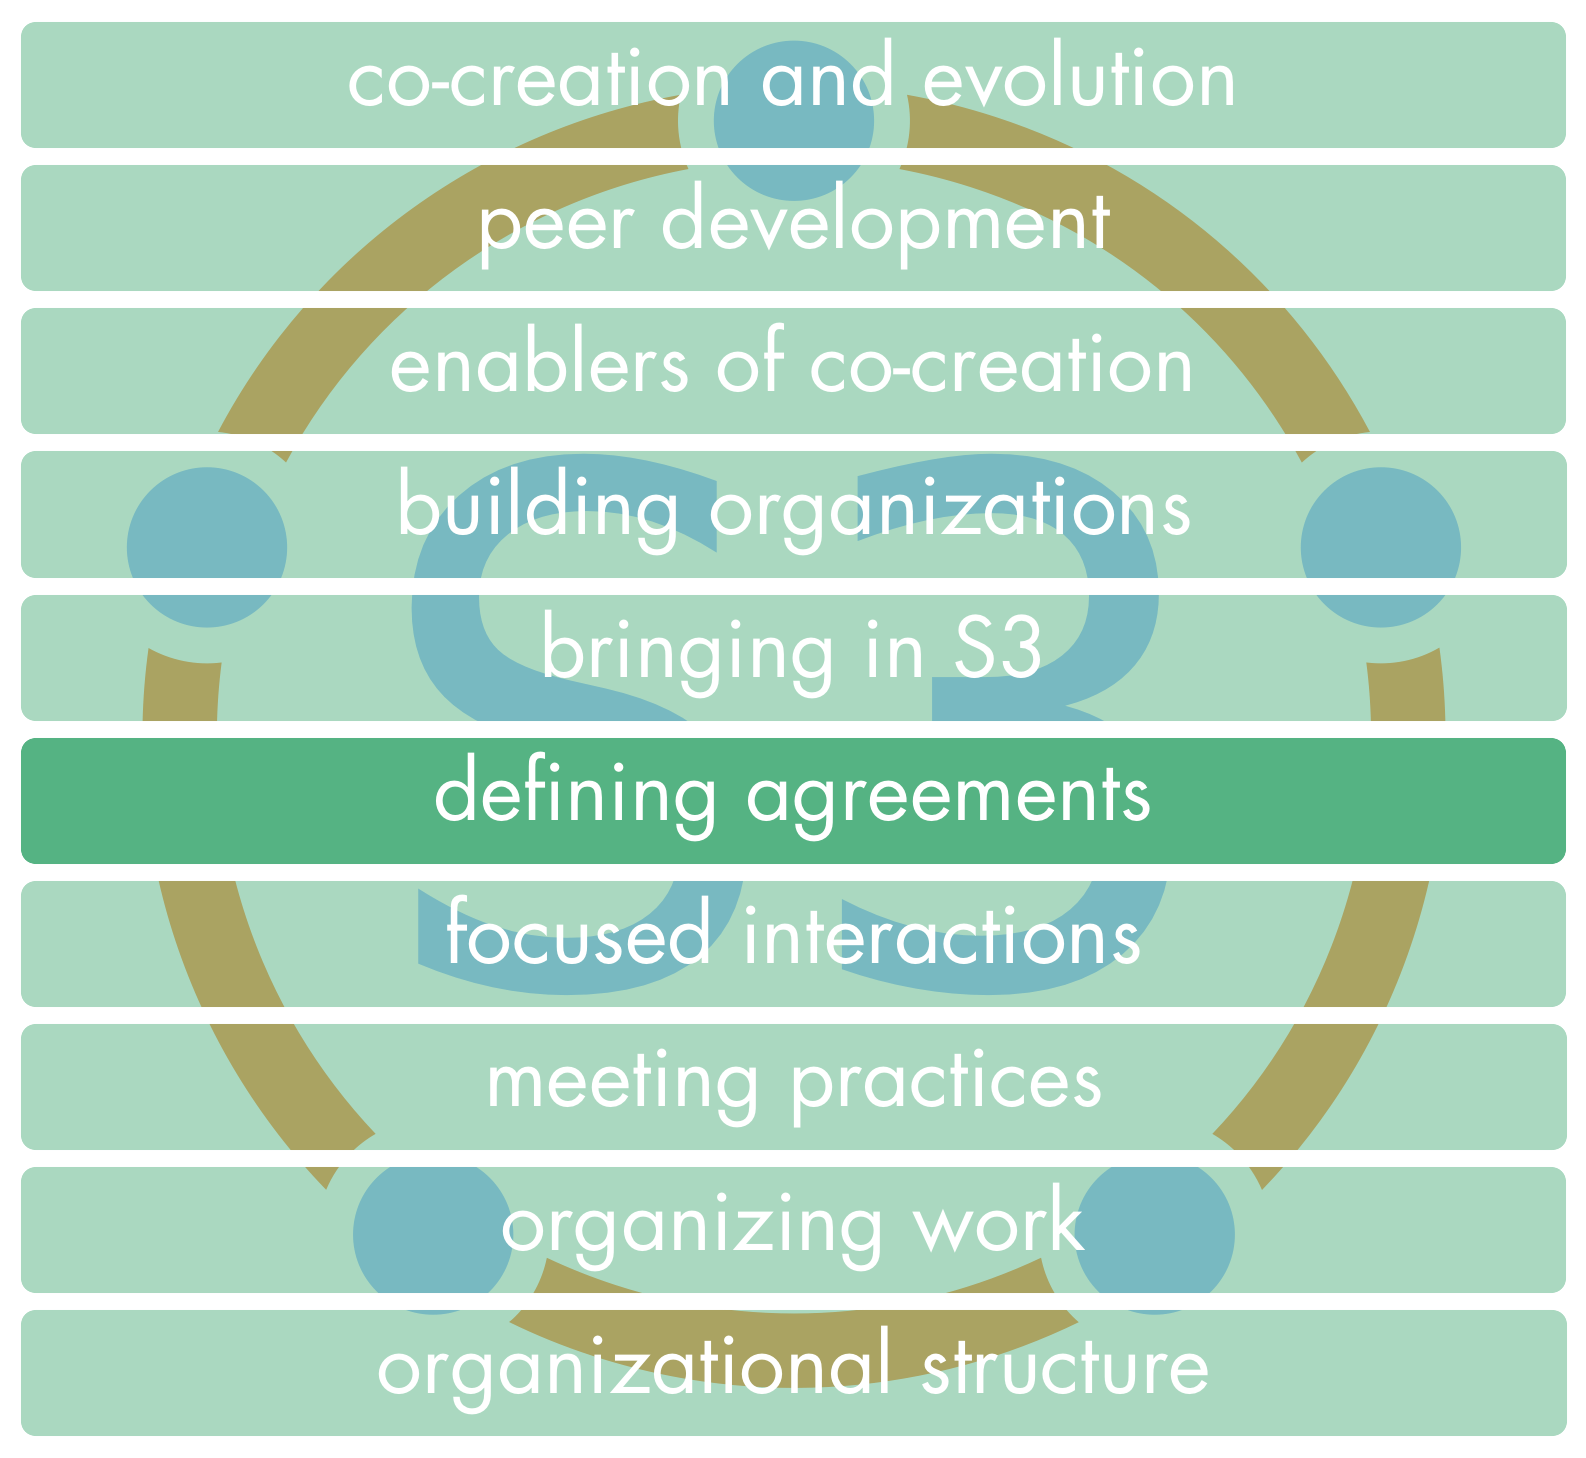 co-creation and evolution
peer development
enablers of co-creation
building organizations
bringing in S3
defining agreements
focused interactions
meeting practices
organizing work
organizational structure
S3